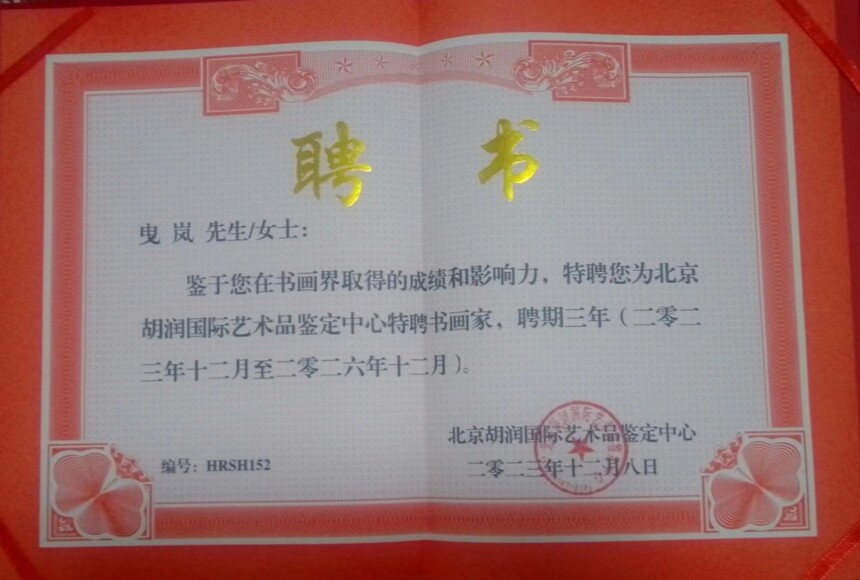 聘 书
曳 岚 先生/女士：
鉴于您在书画界取得的成绩和影响力，特聘您为北京
胡润国际艺术品鉴定中心特聘书画家，聘期三年（二零二
三年十二月至二零二六年十二月）。
北京胡润国际艺术品鉴定中心
编号：HRSH152
二零二三年十二月八日